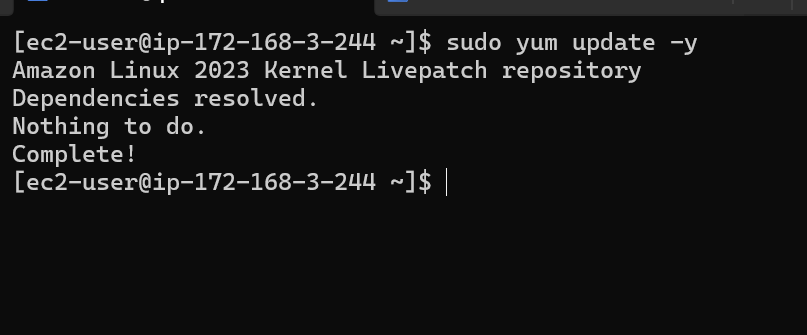 [ec2-user@ip-172-168-3-244 ~]$ sudo yum update -y
Amazon Linux 2023 Kernel Livepatch repository
Dependencies resolved.
Nothing to do.
Complete!
[ec2-user@ip-172-168-3-244 ~]$